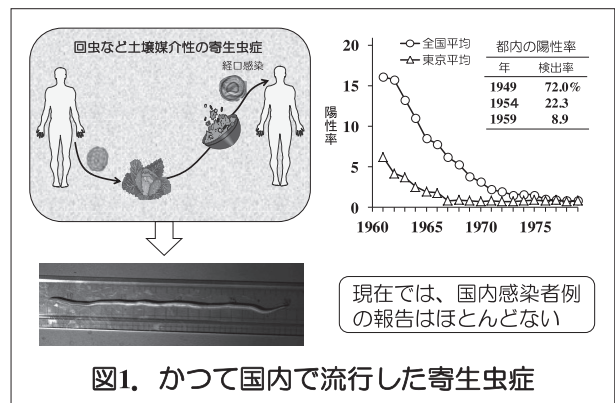 回虫など土壌媒介性の寄生虫症
経口感染
陽性率
20
15
10
5
0
1960
1965
1970
1975
全国平均
東京平均
都内の陽性率
年 検出率
1949 72.0%
1954 22.3
1959 8.9
現在では、国内感染者例
の報告はほとんどない
図1. かつて国内で流行した寄生虫症